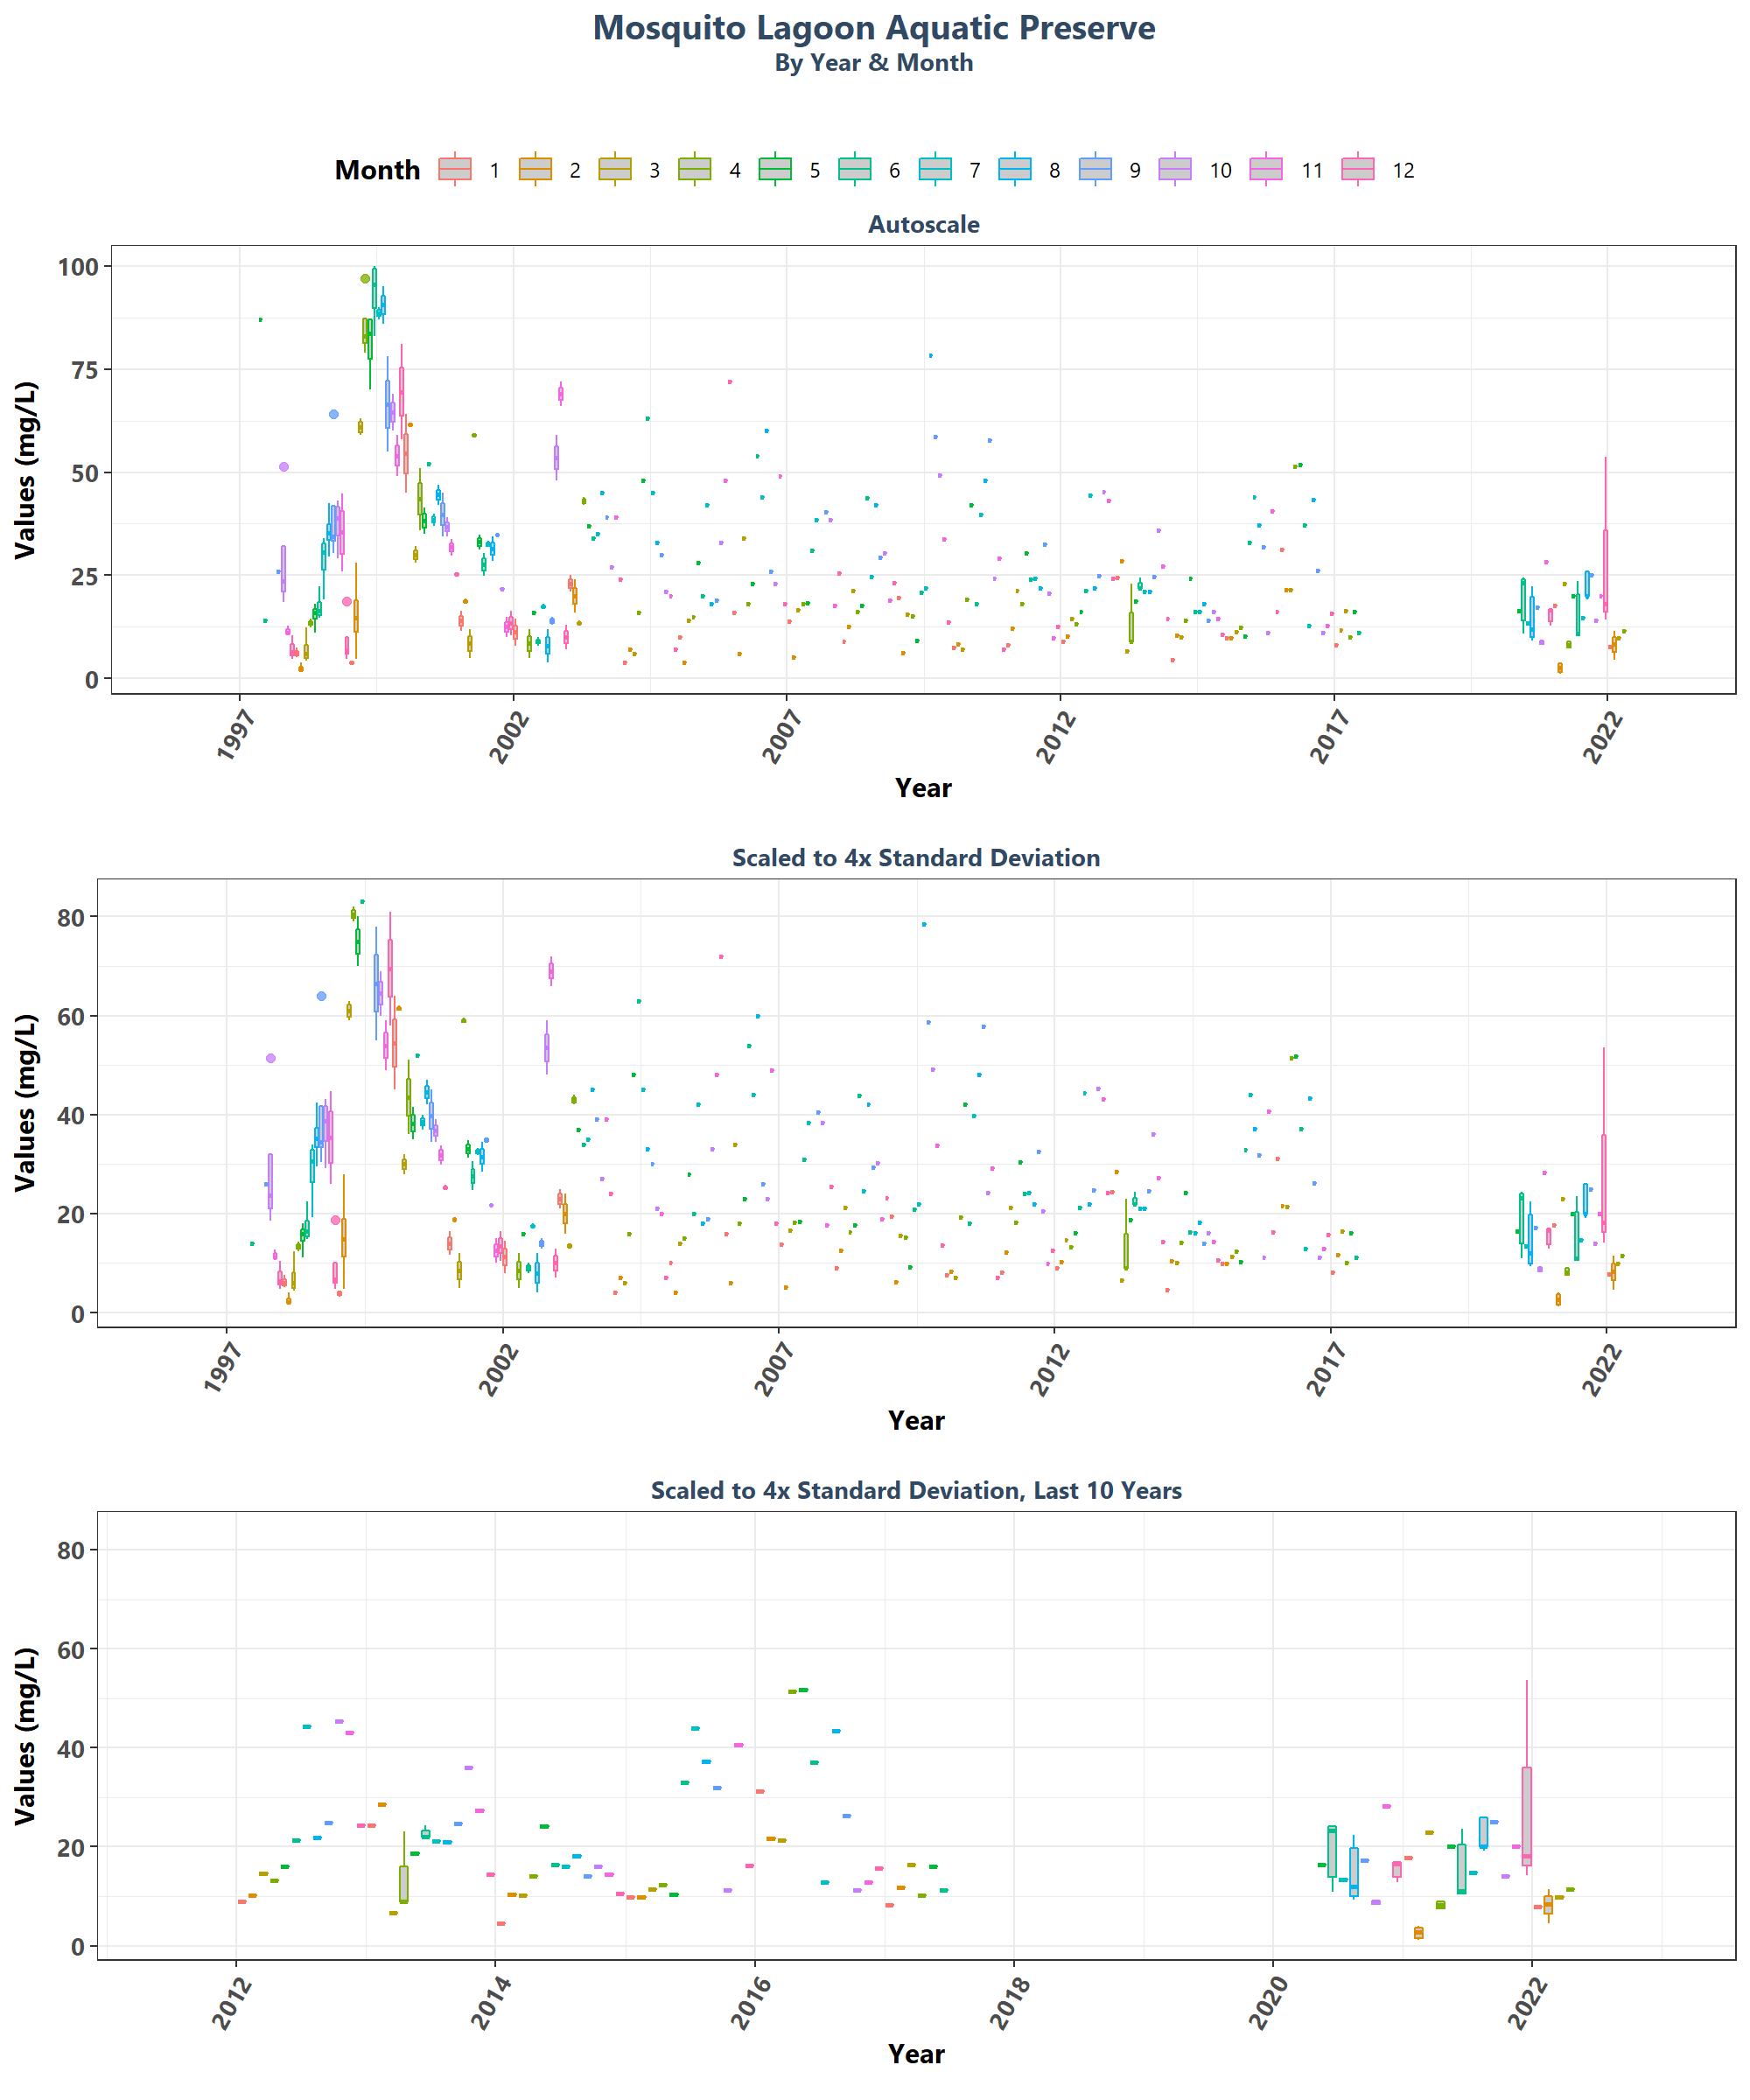 Mosquito Lagoon Aquatic Preserve
By Year & Month
Month 1 2 3 4 5 6 7 8 9 10 11 12
Autoscale
Values (mg/L)
100
75
50
25
0
1997 2002 2007 2012 2017 2022
Year
Scaled to 4x Standard Deviation
Values (mg/L)
80
60
40
20
0
1997 2002 2007 2012 2017 2022
Year
Scaled to 4x Standard Deviation, Last 10 Years
Values (mg/L)
80
60
40
20
0
2012 2014 2016 2018 2020 2022
Year